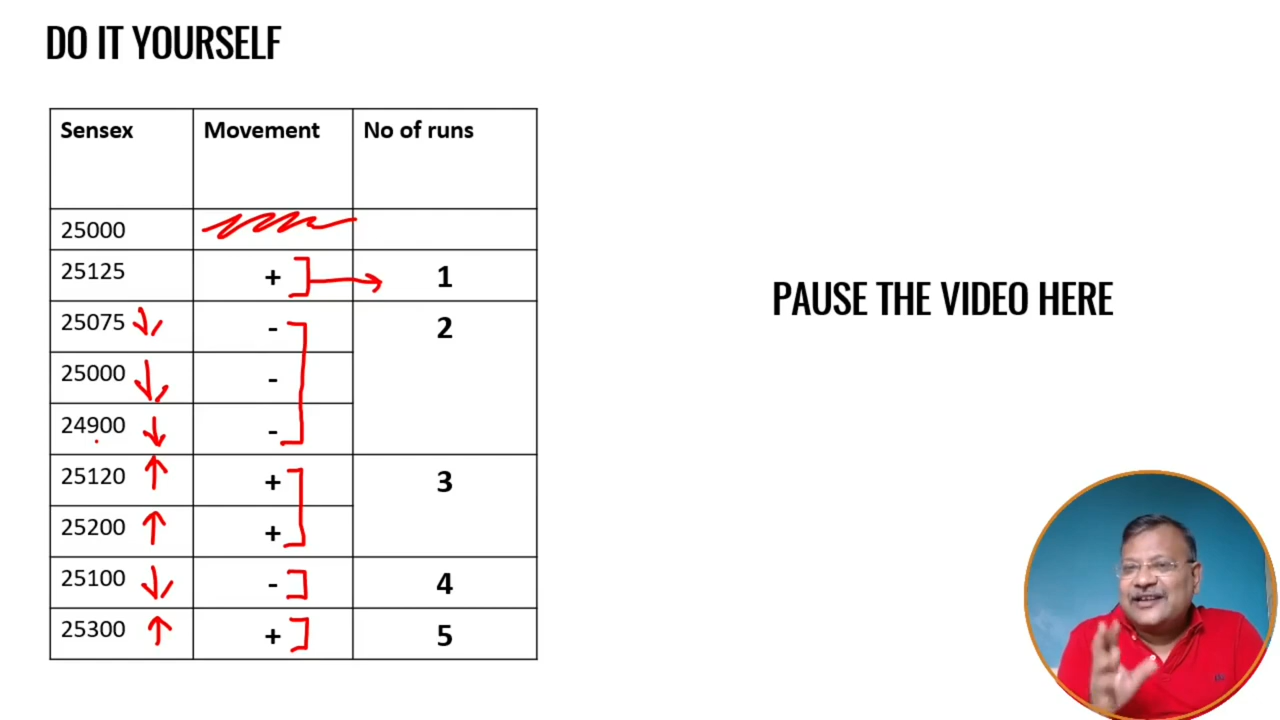 DO IT YOURSELF
Sensex Movement No of runs
25000
25125 + 1
25075 - 2
25000 -
24900 -
25120 + 3
25200 +
25100 - 4
25300 + 5
PAUSE THE VIDEO HERE